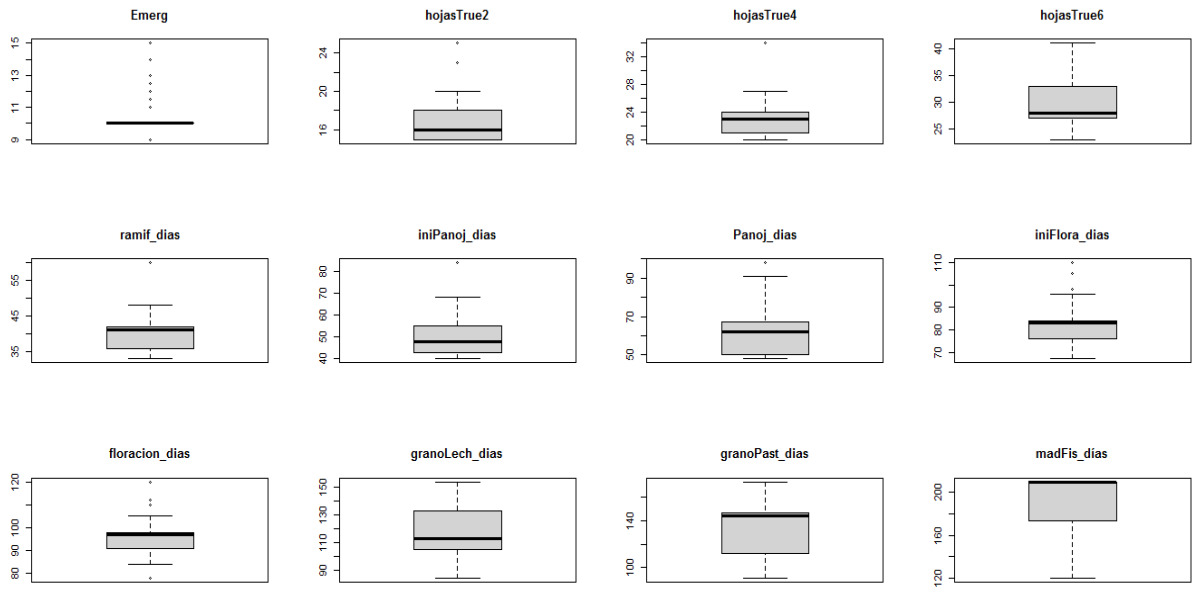 Emerg
hojasTrue2
hojasTrue4
hojasTrue6
9 11 13 15
16 20 24
20 24 28 32
25 30 35 40
ramif_dias
iniPanoj_dias
Panoj_dias
iniFlora_dias
35 45 55
40 50 60 70 80
50 70 90
70 80 90 110
floracion_dias
granoLech_dias
granoPast_dias
madFis_días
80 90 100 120
90 110 130 150
100 140
120 160 200